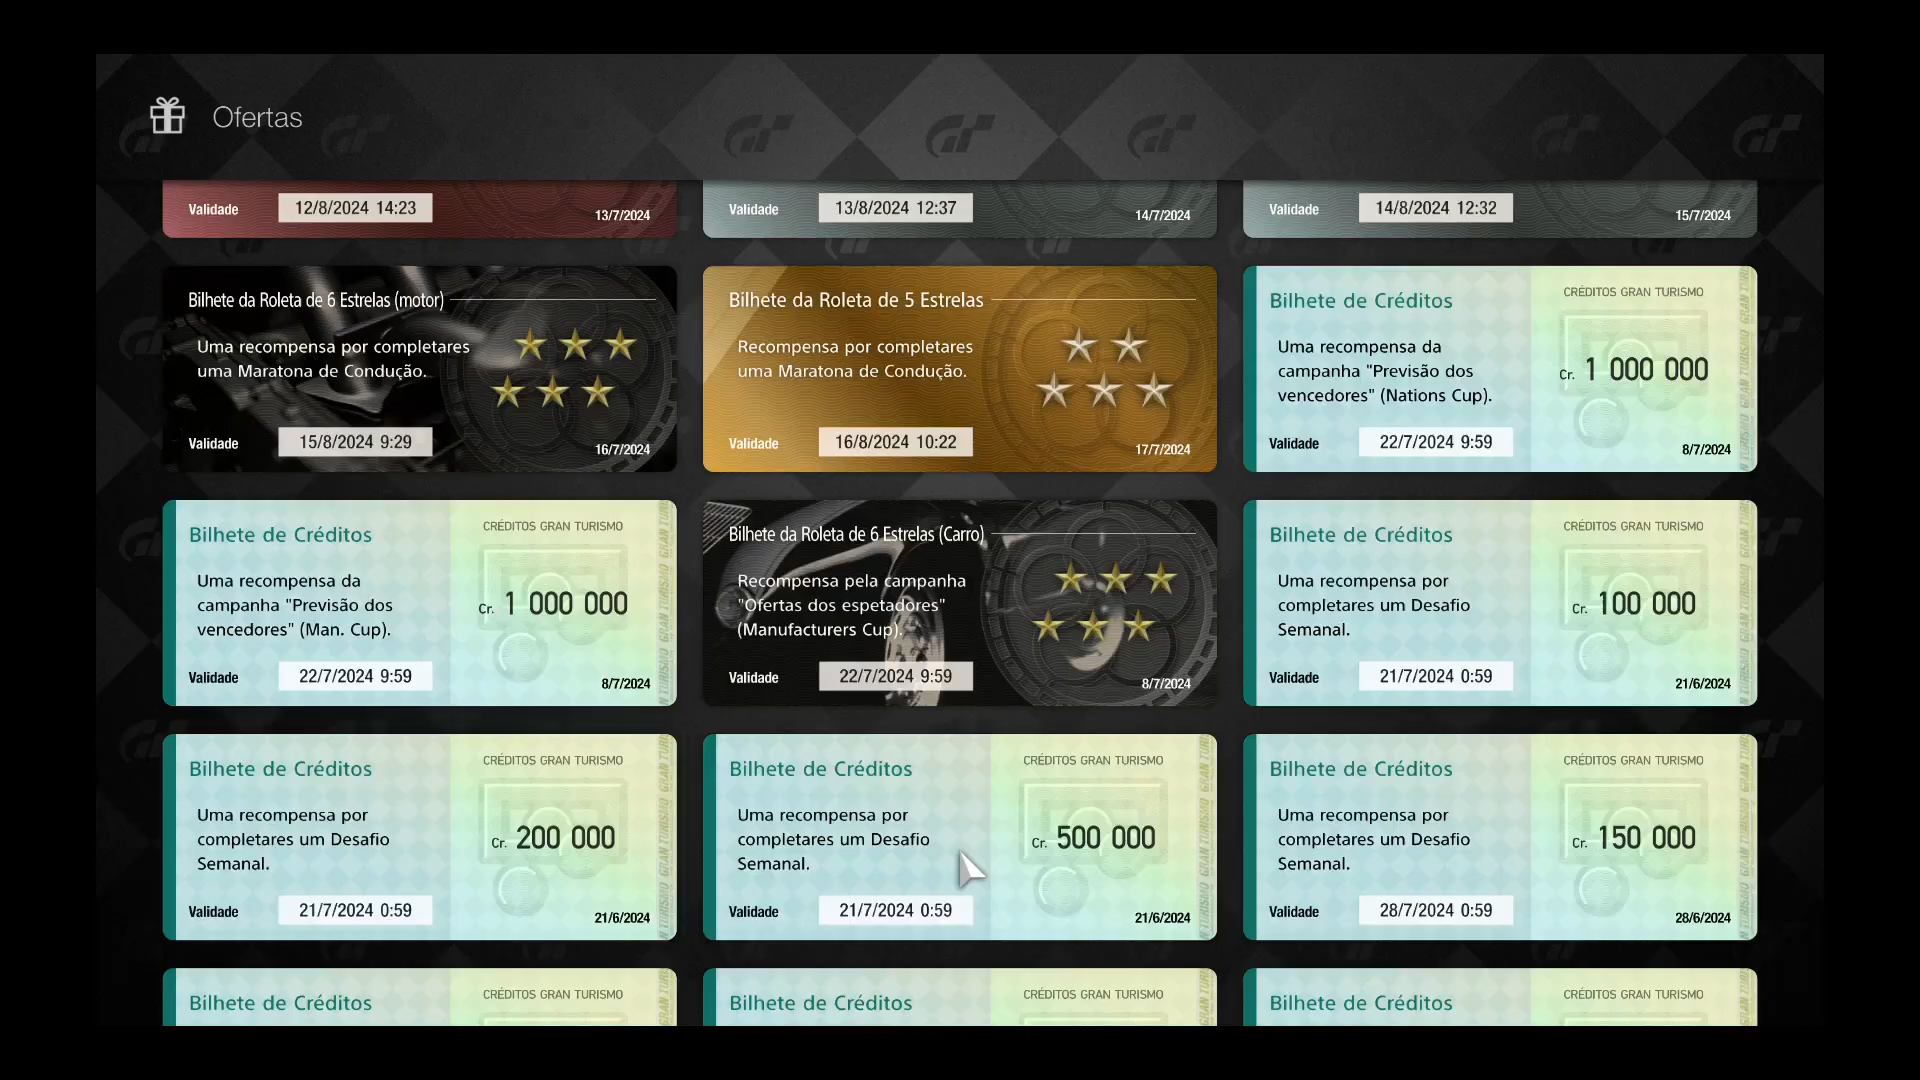 Ofertas
Validade 12/8/2024 14:23 13/7/2024
Validade 13/8/2024 12:37 14/7/2024
Validade 14/8/2024 12:32 15/7/2024
Bilhete da Roleta de 6 Estrelas (motor)
Uma recompensa por completares
uma Maratona de Condução.
Validade 15/8/2024 9:29 16/7/2024
Bilhete da Roleta de 5 Estrelas
Recompensa por completares
uma Maratona de Condução.
Validade 16/8/2024 10:22 17/7/2024
Bilhete de Créditos
CRÉDITOS GRAN TURISMO
Uma recompensa da
campanha "Previsão dos
vencedores" (Nations Cup).
Cr. 1 000 000
Validade 22/7/2024 9:59 8/7/2024
Bilhete de Créditos
CRÉDITOS GRAN TURISMO
Uma recompensa da
campanha "Previsão dos
vencedores" (Man. Cup).
Cr. 1 000 000
Validade 22/7/2024 9:59 8/7/2024
Bilhete da Roleta de 6 Estrelas (Carro)
Recompensa pela campanha
"Ofertas dos espetadores"
(Manufacturers Cup).
Validade 22/7/2024 9:59 8/7/2024
Bilhete de Créditos
CRÉDITOS GRAN TURISMO
Uma recompensa por
completares um Desafio
Semanal.
Cr. 100 000
Validade 21/7/2024 0:59 21/6/2024
Bilhete de Créditos
CRÉDITOS GRAN TURISMO
Uma recompensa por
completares um Desafio
Semanal.
Cr. 200 000
Validade 21/7/2024 0:59 21/6/2024
Bilhete de Créditos
CRÉDITOS GRAN TURISMO
Uma recompensa por
completares um Desafio
Semanal.
Cr. 500 000
Validade 21/7/2024 0:59 21/6/2024
Bilhete de Créditos
CRÉDITOS GRAN TURISMO
Uma recompensa por
completares um Desafio
Semanal.
Cr. 150 000
Validade 28/7/2024 0:59 28/6/2024
Bilhete de Créditos
CRÉDITOS GRAN TURISMO
Bilhete de Créditos
CRÉDITOS GRAN TURISMO
Bilhete de Créditos
CRÉDITOS GRAN TURISMO